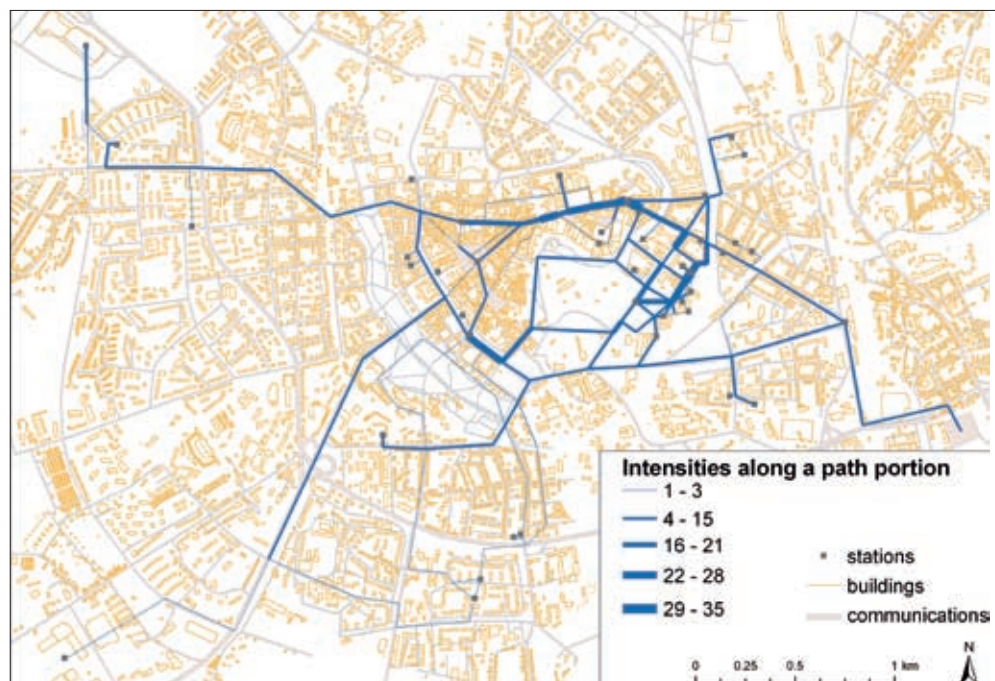 Intensities along a path portion
1 - 3
4 - 15
16 - 21
22 - 28
29 - 35
stations
buildings
communications
N
0 0.25 0.5 1 km